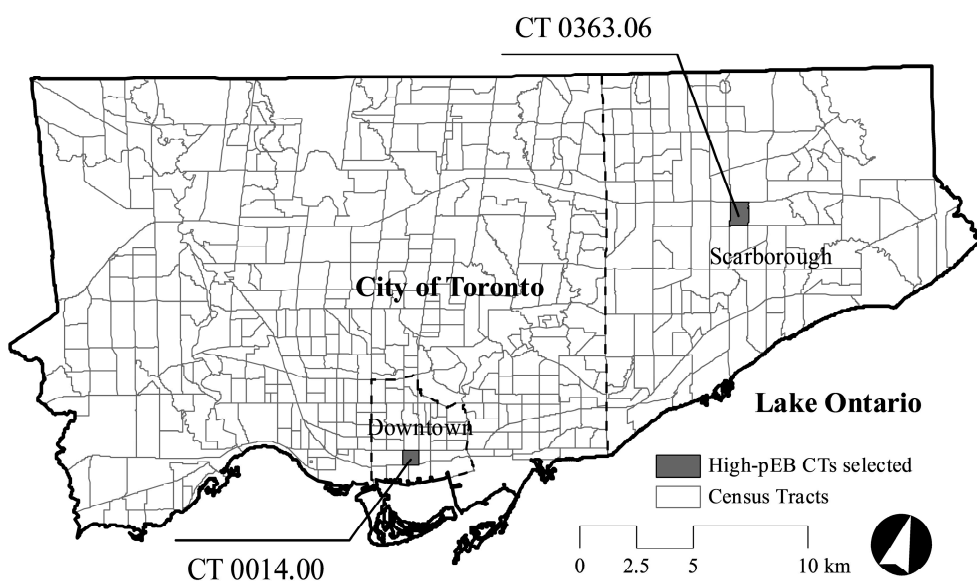 CT 0363.06
Scarborough
City of Toronto
Lake Ontario
Downtown
High-pEB CTs selected
Census Tracts
0 2.5 5 10 km
CT 0014.00